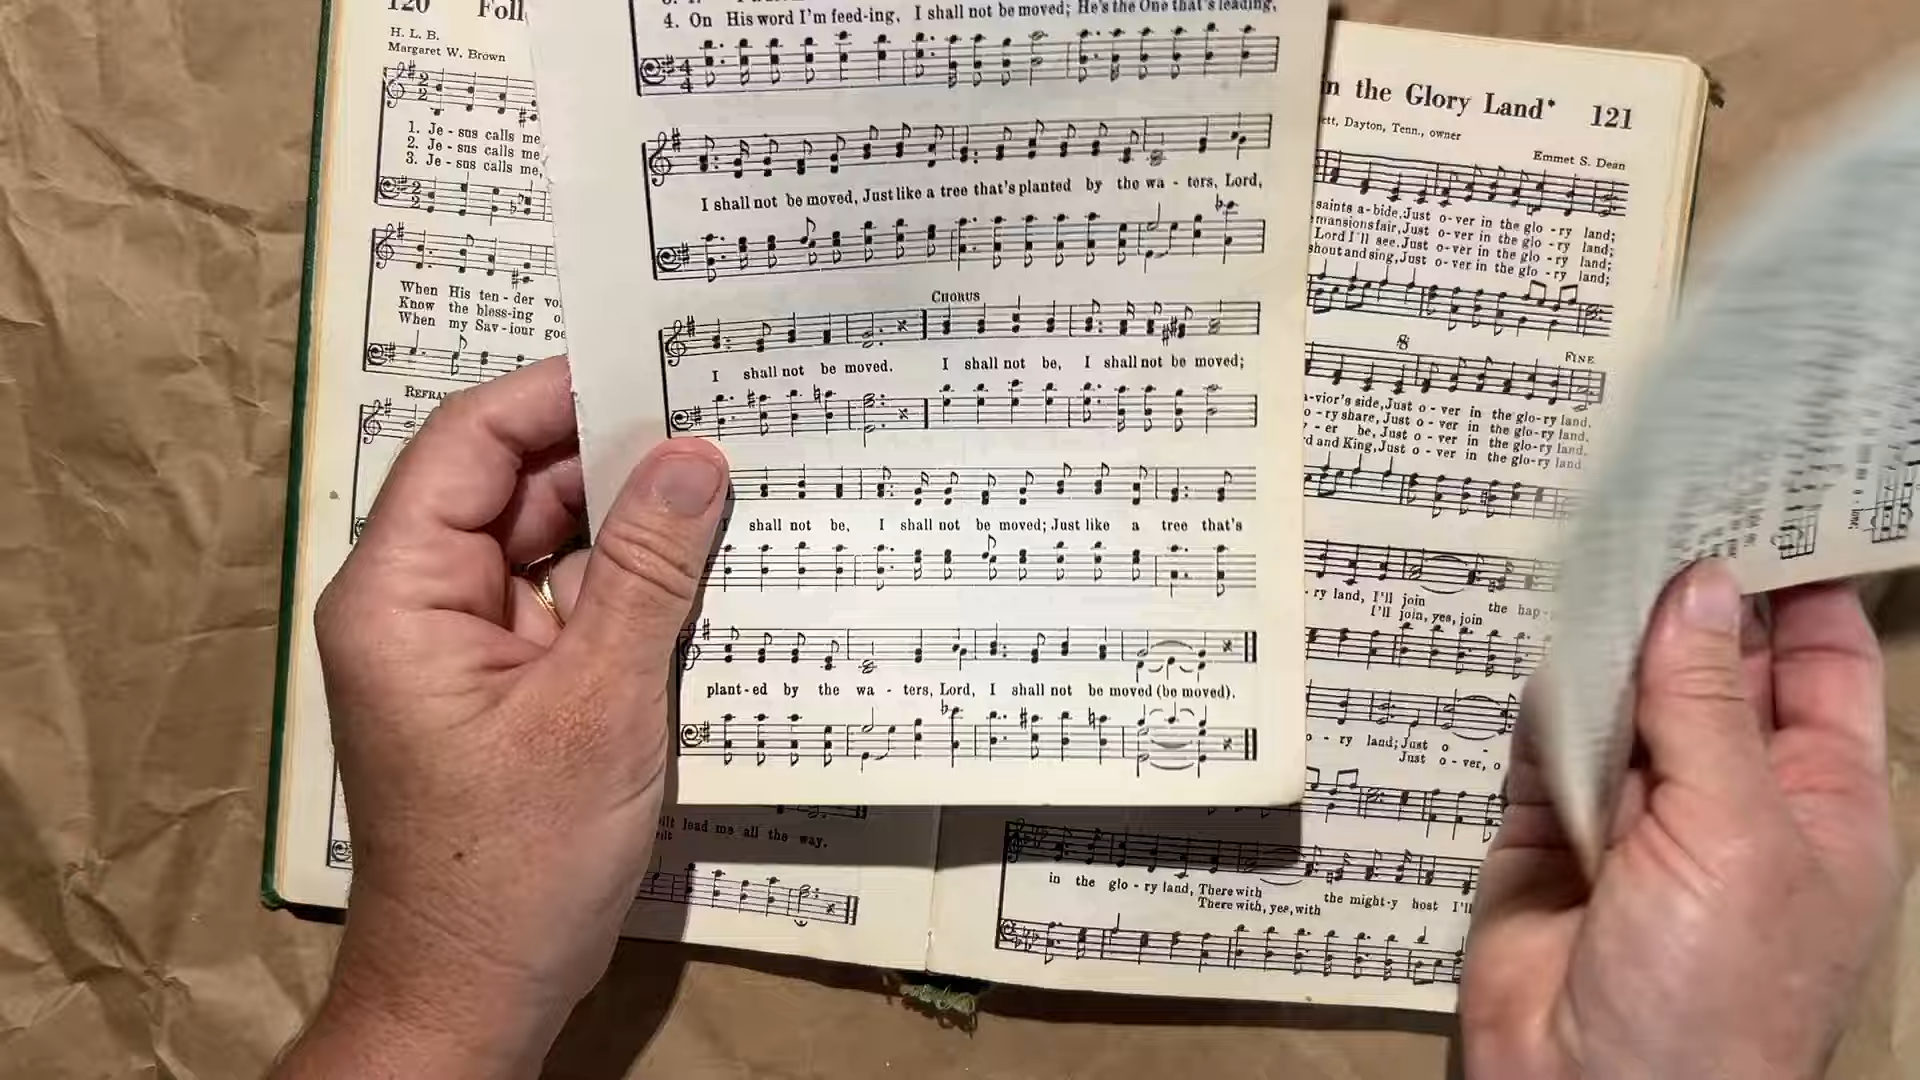 120
H. L. B.
Margaret W. Brown
1. Je - sus calls me
2. Je - sus calls me
3. Je - sus calls me,
When His ten - der
Know the bless - ing
When my Sav - iour
4. On His word I'm feed-ing, I shall not be moved; He's the One that's leading,
4 4
I shall not be moved, Just like a tree that's planted by the wa - ters, Lord,
CHORUS
I shall not be moved. I shall not be, I shall not be moved;
shall not be, I shall not be moved; Just like a tree that's
plant-ed by the wa - ters, Lord, I shall not be moved (be moved).
lead me all the way.
in the Glory Land* 121
Dayton, Tenn., owner
Emmet S. Dean
saints a-bide, Just o-ver in the glo - ry land;
mansions fair, Just o-ver in the glo - ry land;
Lord I'll see, Just o-ver in the glo - ry land;
shout and sing, Just o-ver in the glo - ry land;
FINE
side, Just o - ver in the glo-ry land.
share, Just o - ver in the glo-ry land.
be, Just o - ver in the glo-ry land.
and King, Just o - ver in the glo-ry land
land, I'll join the
I'll join, yes, join
land; Just o -
Just o - ver,
in the glo - ry land, There with the might-y host I'll
There with, yes, with